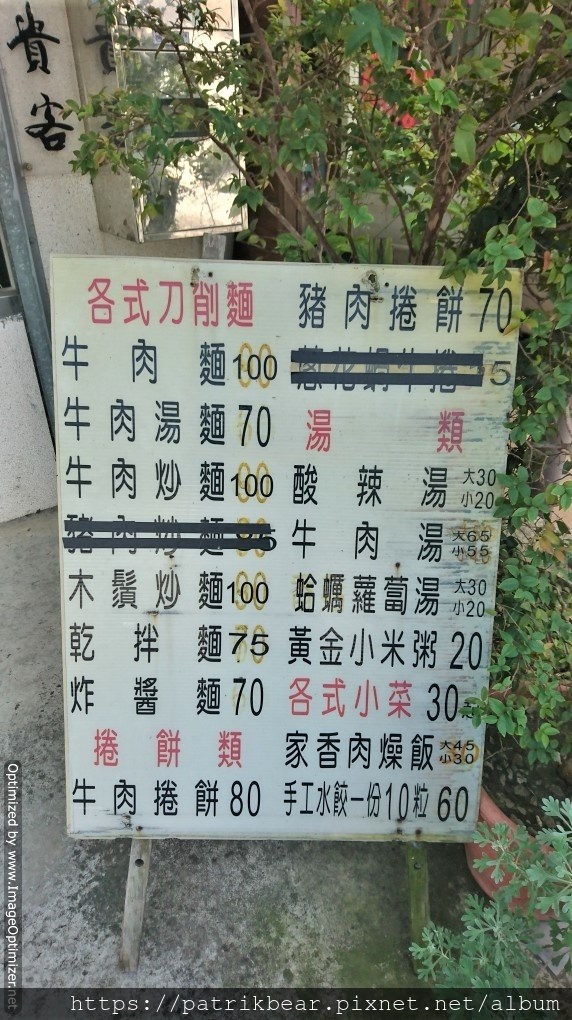 貴客
各式刀削麵
牛肉麵100
牛肉湯麵70
牛肉炒麵100
豬肉炒麵85
木鬚炒麵100
乾拌麵75
炸醬麵70
捲餅類
牛肉捲餅80
豬肉捲餅70
湯類
酸辣湯 大30 小20
牛肉湯 大65 小55
蛤蠣蘿蔔湯 大30 小20
黃金小米粥20
各式小菜30起
家香肉燥飯 大45 小30
手工水餃一份10粒60
Optimized by www.ImageOptimizer.net
https://patrikbear.pixnet.net/album